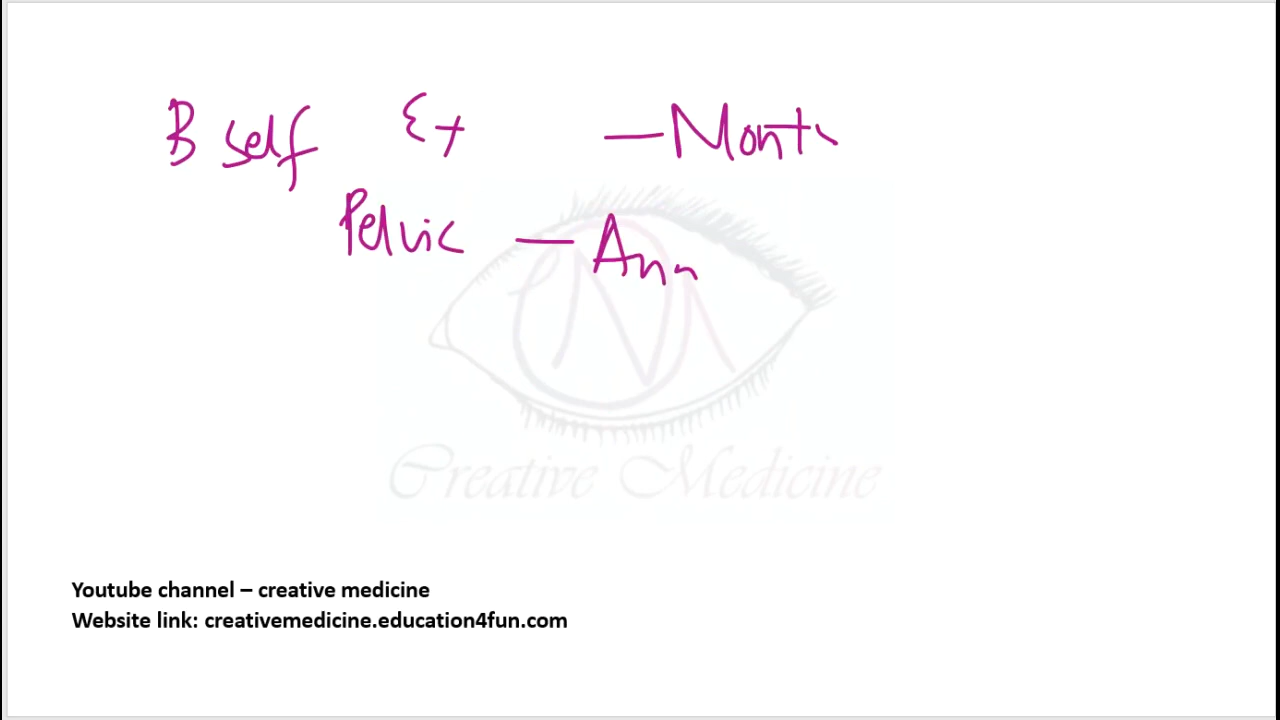 B self Ex — Month
Pelvic — Ann
Creative Medicine
Youtube channel – creative medicine
Website link: creativemedicine.education4fun.com